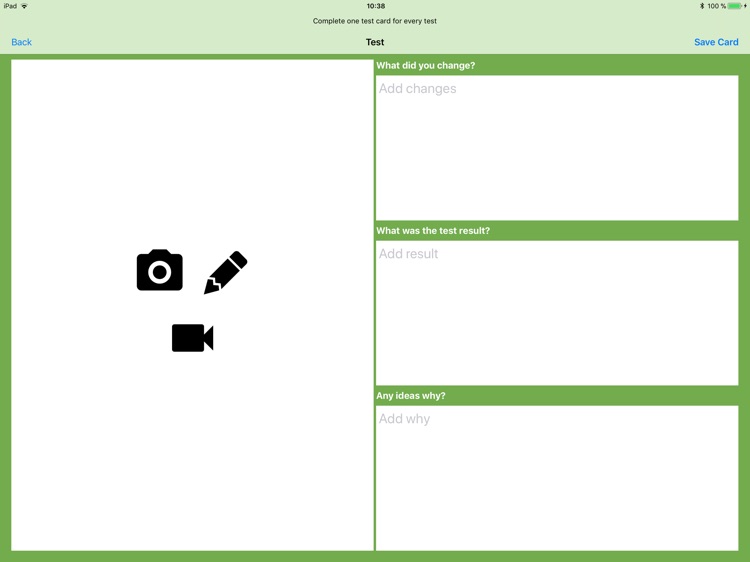 iPad 10:38 100 %
Complete one test card for every test
Back Test Save Card
What did you change?
Add changes
What was the test result?
Add result
Any ideas why?
Add why